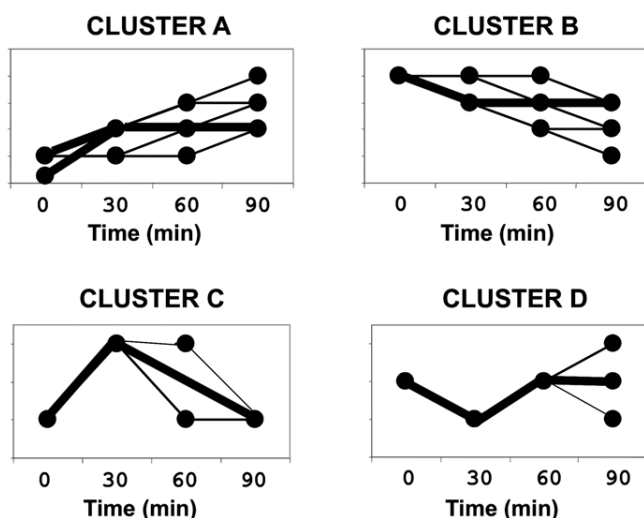 CLUSTER A
0 30 60 90
Time (min)
CLUSTER B
0 30 60 90
Time (min)
CLUSTER C
0 30 60 90
Time (min)
CLUSTER D
0 30 60 90
Time (min)